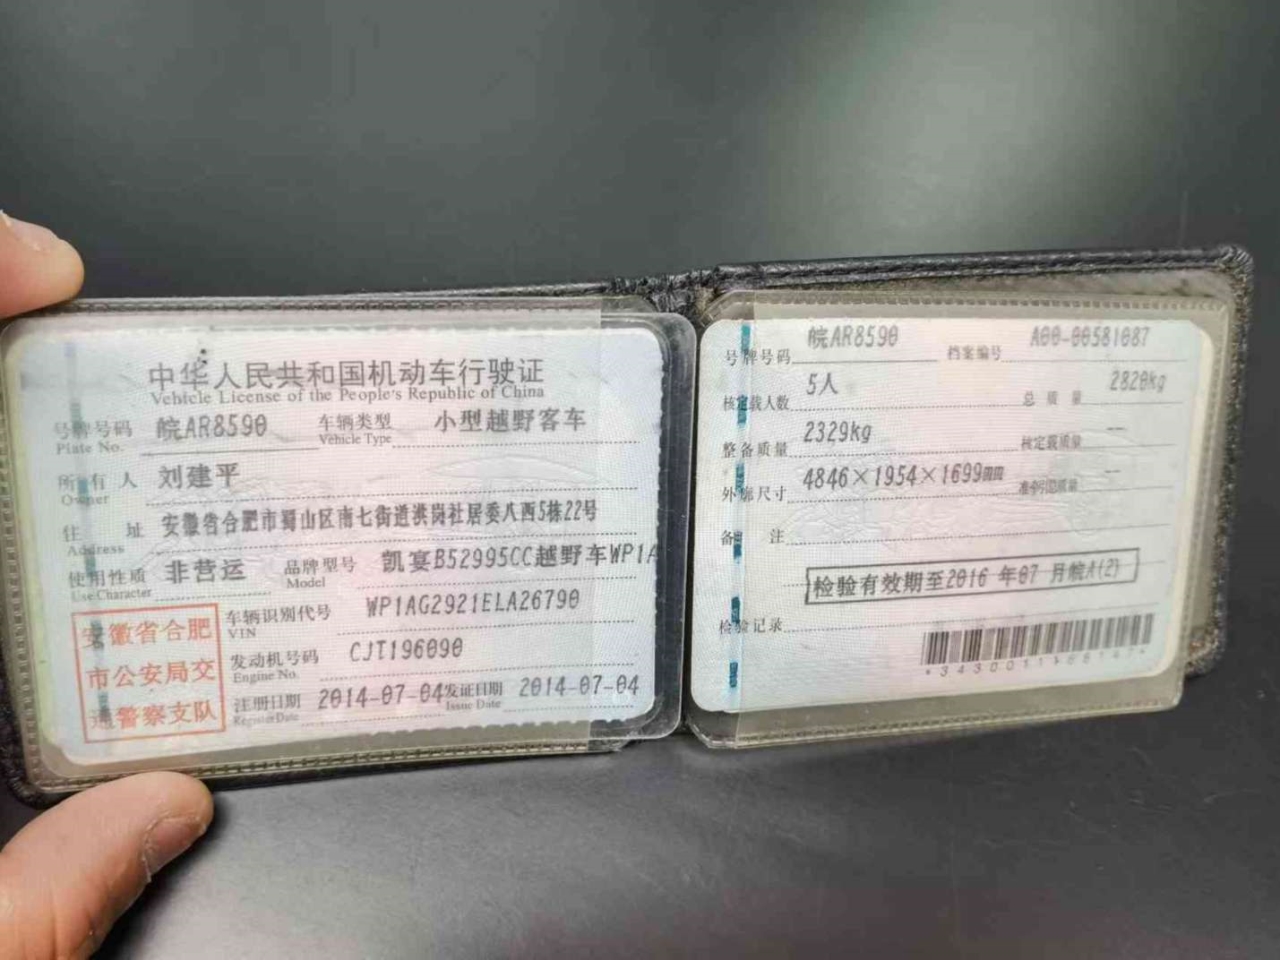 中华人民共和国机动车行驶证
Vehicle License of the People's Republic of China
号牌号码 皖AR8590 车辆类型 小型越野客车
Plate No. Vehicle Type
所有人 刘建平
Owner
住址 安徽省合肥市蜀山区南七街道洪岗社居委八西5栋22号
Address
使用性质 非营运 品牌型号 凯宴B52995CC越野车WP1A
Use Character Model
车辆识别代号 WP1AG2921ELA26790
VIN
发动机号码 CJT196090
Engine No.
注册日期 2014-07-04 发证日期 2014-07-04
Register Date Issue Date
安徽省合肥
市公安局交
通警察支队
号牌号码 皖AR8590 档案编号 A00-00581087
核定载人数 5人 总质量 2820kg
整备质量 2329kg 核定载质量 --
外廓尺寸 4846×1954×1699mm 准牵引总质量 --
备注
检验有效期至2016年07月皖A(2)
检验记录